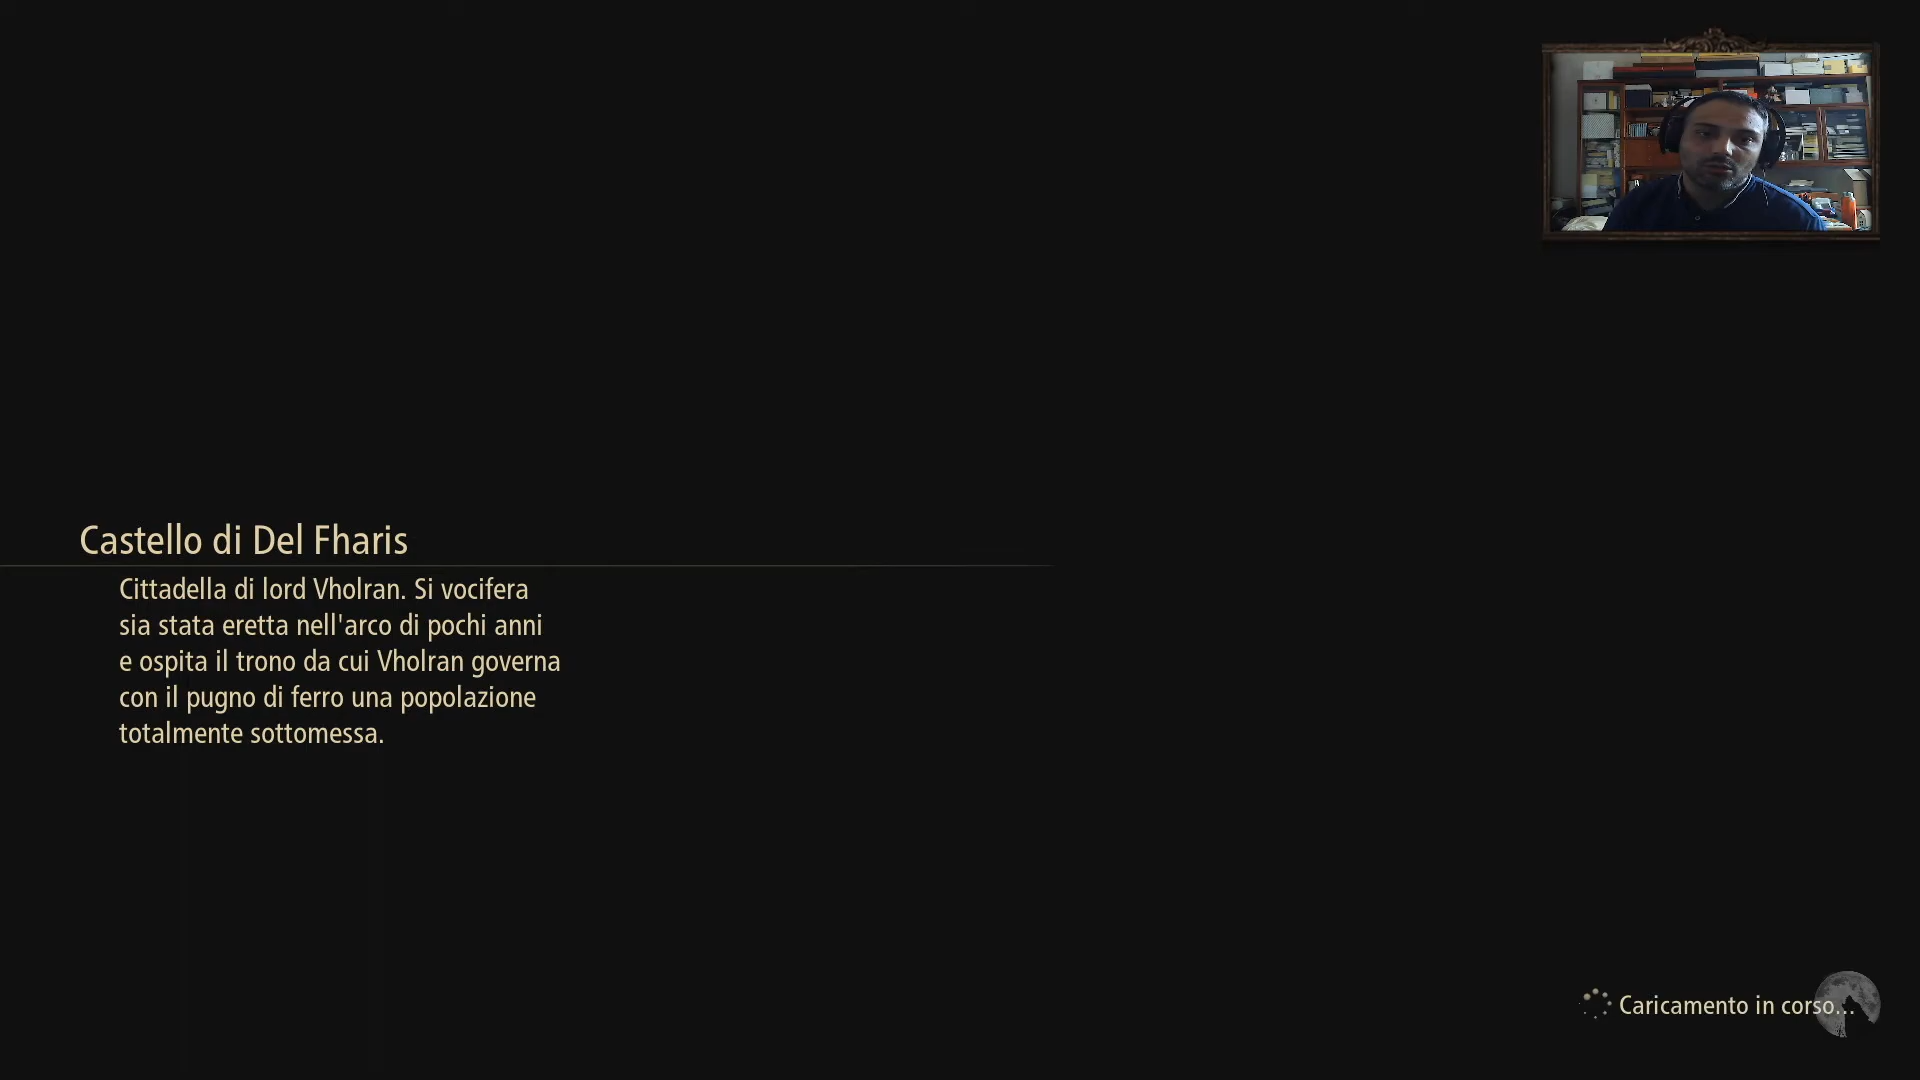 Castello di Del Fharis
Cittadella di lord Vholran. Si vocifera
sia stata eretta nell'arco di pochi anni
e ospita il trono da cui Vholran governa
con il pugno di ferro una popolazione
totalmente sottomessa.
Caricamento in corso...